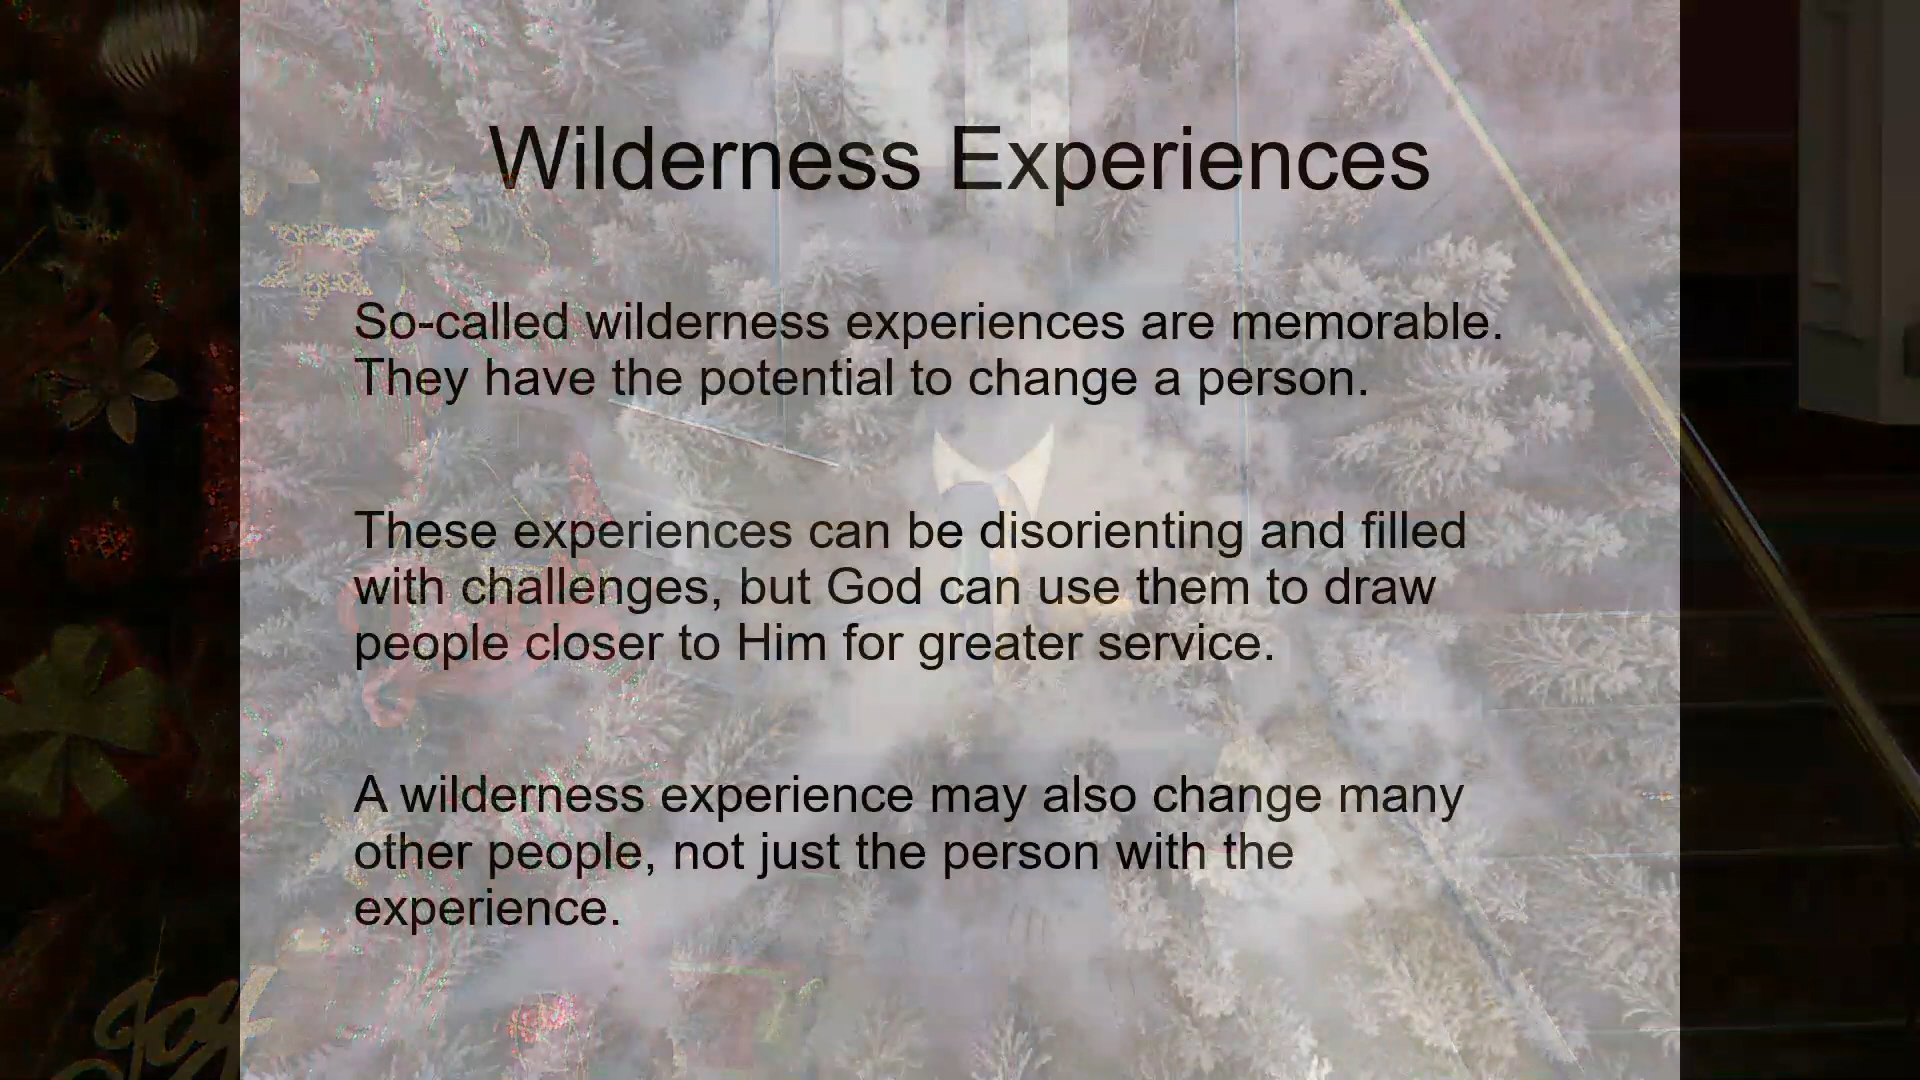 Wilderness Experiences
So-called wilderness experiences are memorable.
They have the potential to change a person.
These experiences can be disorienting and filled
with challenges, but God can use them to draw
people closer to Him for greater service.
A wilderness experience may also change many
other people, not just the person with the
experience.
Joy